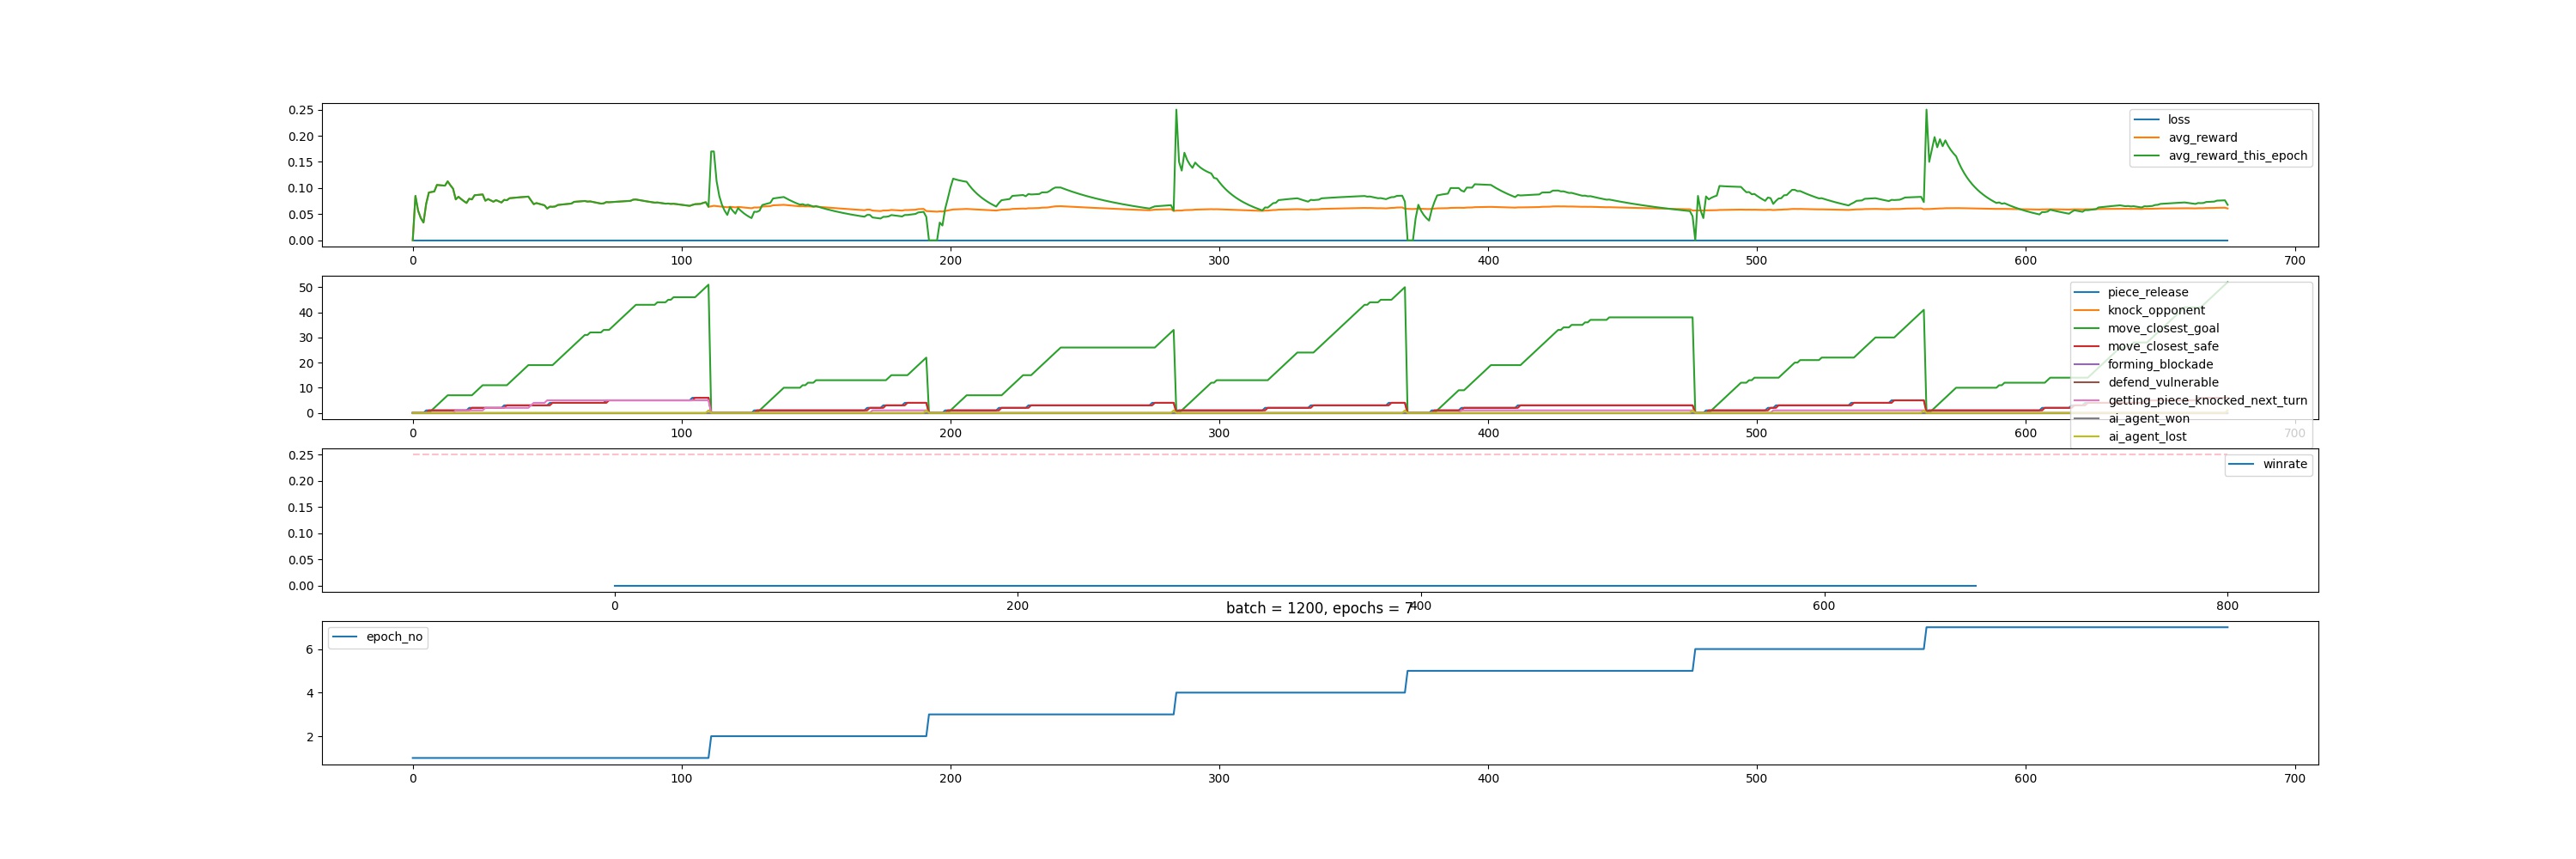 0.25
0.20
0.15
0.10
0.05
0.00
loss
avg_reward
avg_reward_this_epoch
0 100 200 300 400 500 600 700
50
40
30
20
10
0
piece_release
knock_opponent
move_closest_goal
move_closest_safe
forming_blockade
defend_vulnerable
getting_piece_knocked_next_turn
ai_agent_won
ai_agent_lost
0 100 200 300 400 500 600 700
0.25
0.20
0.15
0.10
0.05
0.00
winrate
0 200 400 600 800
batch = 1200, epochs = 7
epoch_no
6
4
2
0 100 200 300 400 500 600 700